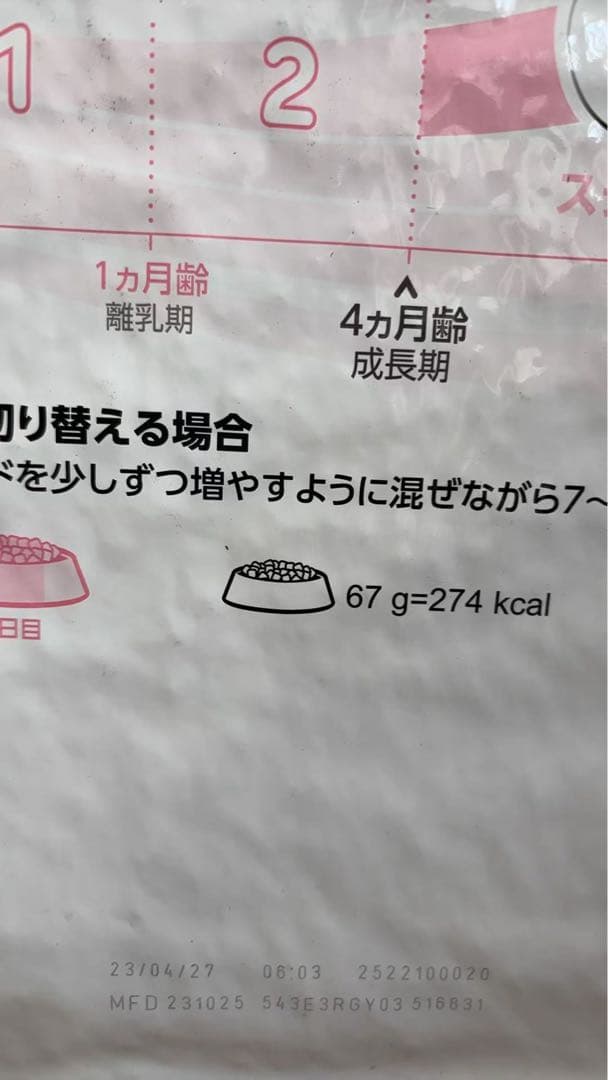 1
2
ス
1ヵ月齢
離乳期
4ヵ月齢
成長期
切り替える場合
ドを少しずつ増やすように混ぜながら7～
67 g=274 kcal
日目
23/04/27 06:03 2522100020
MFD 231025 543E3RGY03 516831